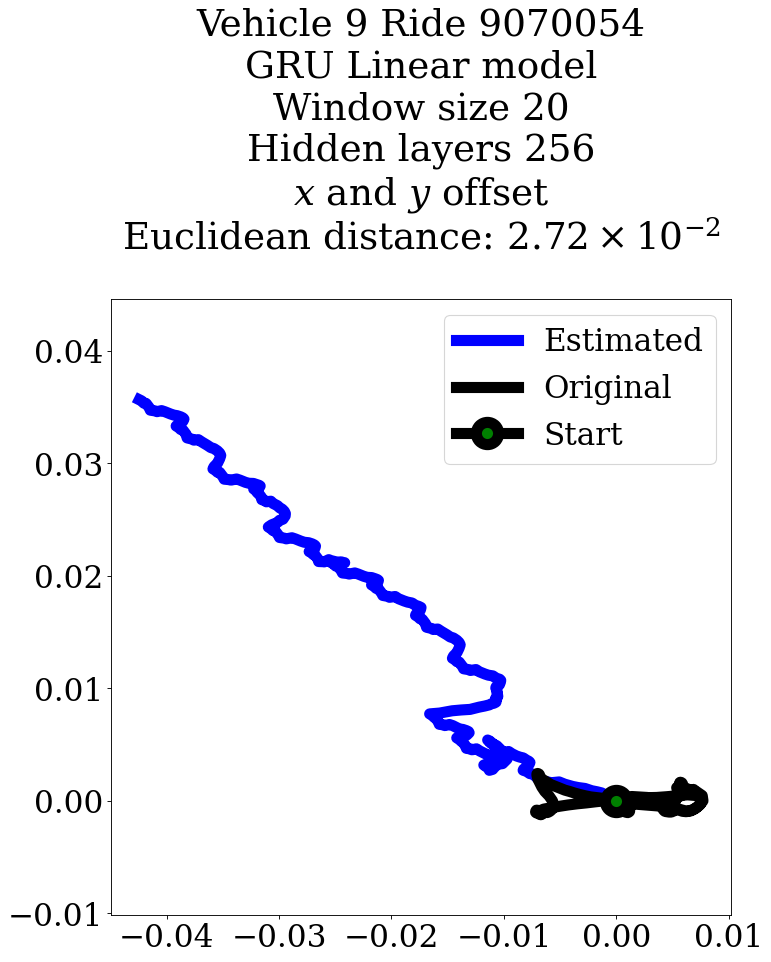 Vehicle 9 Ride 9070054
GRU Linear model
Window size 20
Hidden layers 256
x and y offset
Euclidean distance: 2.72 × 10⁻²
Estimated
Original
Start
0.04
0.03
0.02
0.01
0.00
−0.01
−0.04 −0.03 −0.02 −0.01 0.00 0.01